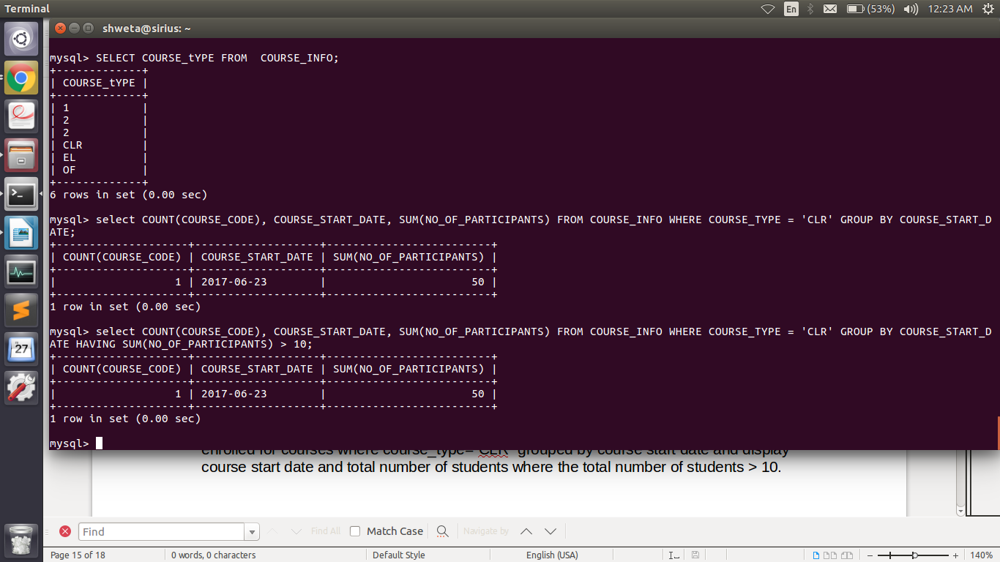 Terminal
En
(53%)
12:23 AM
shweta@sirius: ~
mysql> SELECT COURSE_tYPE FROM  COURSE_INFO;
+-------------+
| COURSE_tYPE |
+-------------+
| 1           |
| 2           |
| 2           |
| CLR         |
| EL          |
| OF          |
+-------------+
6 rows in set (0.00 sec)
mysql> select COUNT(COURSE_CODE), COURSE_START_DATE, SUM(NO_OF_PARTICIPANTS) FROM COURSE_INFO WHERE COURSE_TYPE = 'CLR' GROUP BY COURSE_START_D
ATE;
+--------------------+-------------------+-------------------------+
| COUNT(COURSE_CODE) | COURSE_START_DATE | SUM(NO_OF_PARTICIPANTS) |
+--------------------+-------------------+-------------------------+
|                  1 | 2017-06-23        |                      50 |
+--------------------+-------------------+-------------------------+
1 row in set (0.00 sec)
mysql> select COUNT(COURSE_CODE), COURSE_START_DATE, SUM(NO_OF_PARTICIPANTS) FROM COURSE_INFO WHERE COURSE_TYPE = 'CLR' GROUP BY COURSE_START_D
ATE HAVING SUM(NO_OF_PARTICIPANTS) > 10;
+--------------------+-------------------+-------------------------+
| COUNT(COURSE_CODE) | COURSE_START_DATE | SUM(NO_OF_PARTICIPANTS) |
+--------------------+-------------------+-------------------------+
|                  1 | 2017-06-23        |                      50 |
+--------------------+-------------------+-------------------------+
1 row in set (0.00 sec)
mysql>
27
enrolled for courses where course_type="CLR" grouped by course start date and display
course start date and total number of students where the total number of students > 10.
Find
Find All
Match Case
Navigate by
Page 15 of 18
0 words, 0 characters
Default Style
English (USA)
140%